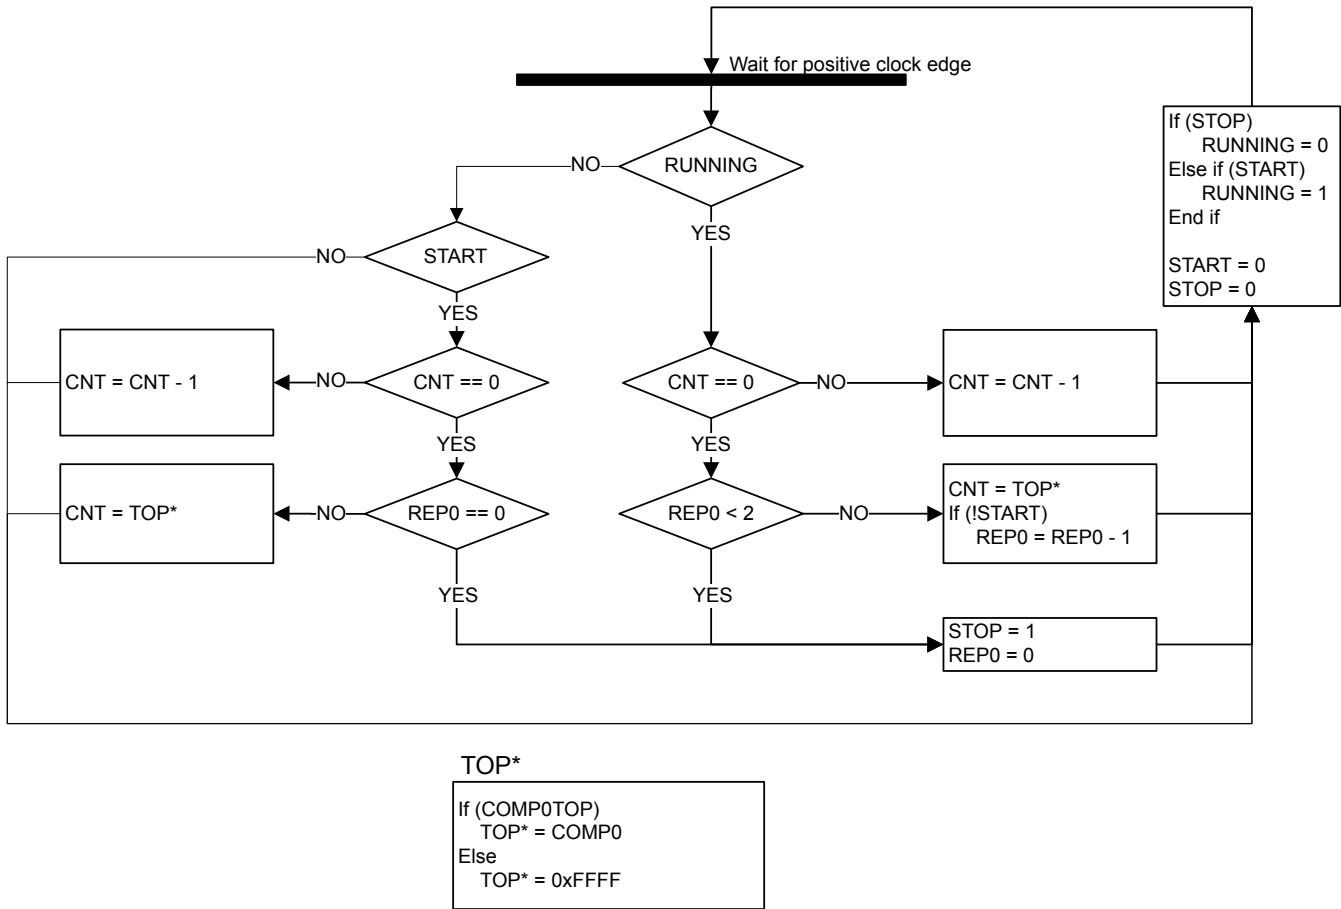 Wait for positive clock edge
If (STOP)
RUNNING = 0
Else if (START)
RUNNING = 1
End if
START = 0
STOP = 0
NO
RUNNING
YES
NO
START
YES
CNT = CNT - 1
NO
CNT == 0
CNT == 0
NO
CNT = CNT - 1
YES
YES
CNT = TOP*
NO
REP0 == 0
REP0 < 2
NO
CNT = TOP*
If (!START)
REP0 = REP0 - 1
YES
YES
STOP = 1
REP0 = 0
TOP*
If (COMP0TOP)
TOP* = COMP0
Else
TOP* = 0xFFFF